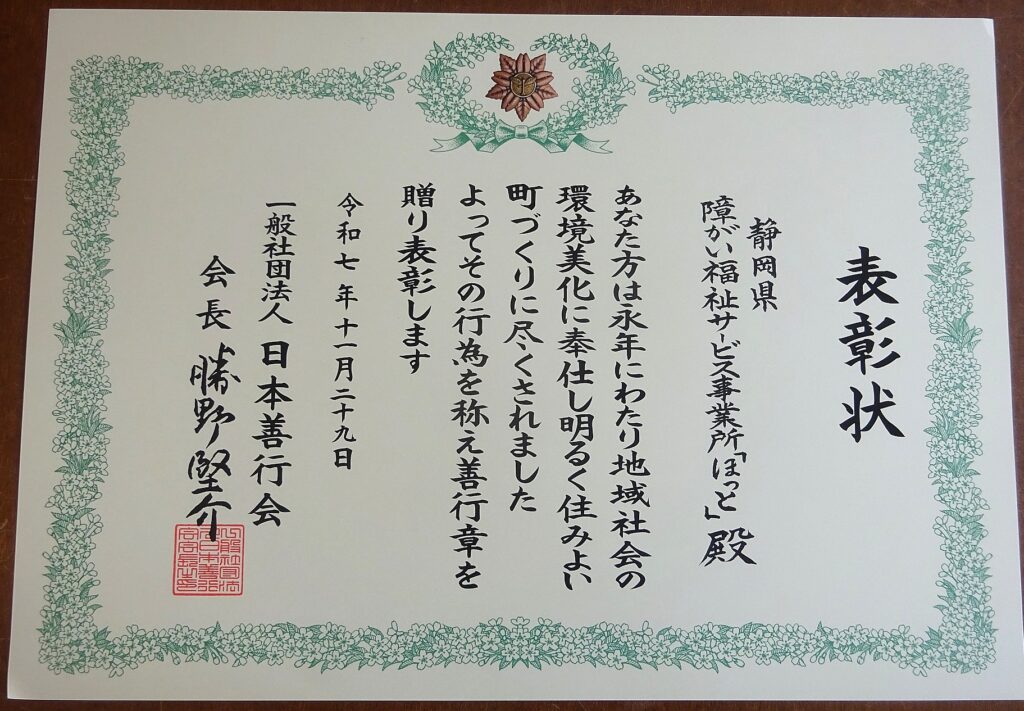 表彰状
静岡県
障がい福祉サービス事業所「ほっと」殿
あなた方は永年にわたり地域社会の
環境美化に奉仕し明るく住みよい
町づくりに尽くされました
よってその行為を称え善行章を
贈り表彰します
令和七年十一月二十九日
一般社団法人 日本善行会
会長 勝野堅介